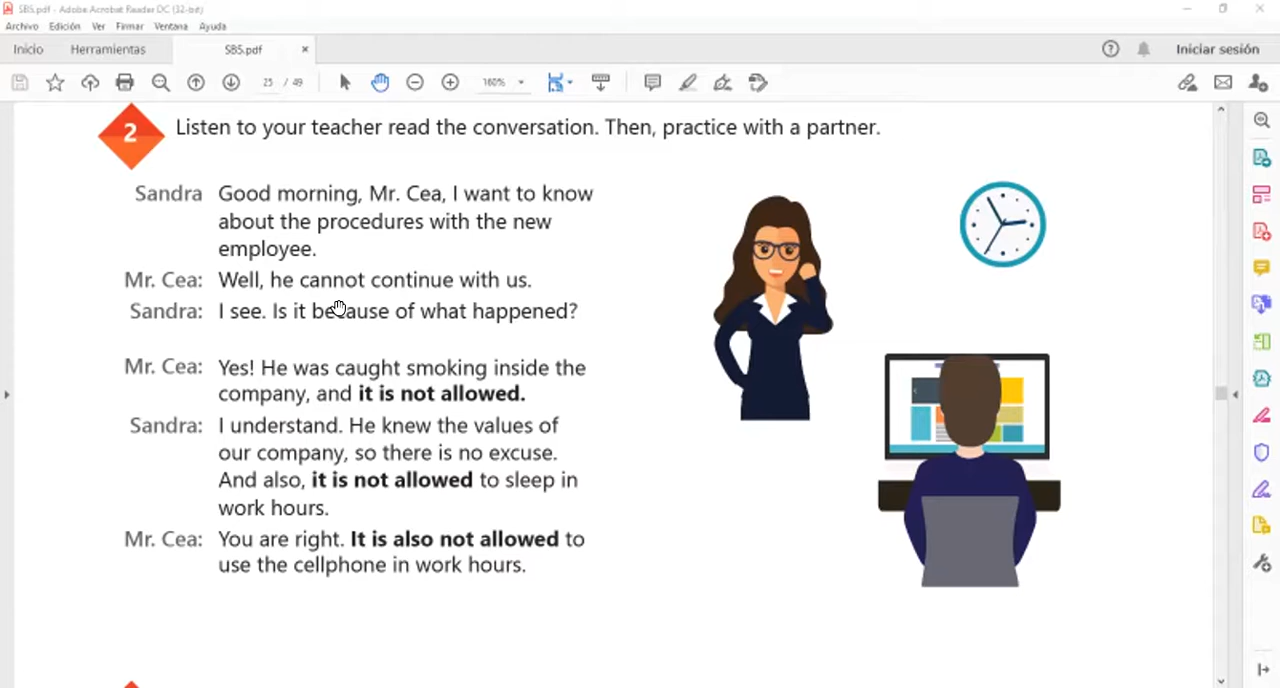 SB5.pdf - Adobe Acrobat Reader DC (32-bit)
Archivo Edición Ver Firmar Ventana Ayuda
Inicio Herramientas SB5.pdf × Iniciar sesión
25 / 49 160%
2 Listen to your teacher read the conversation. Then, practice with a partner.
Sandra Good morning, Mr. Cea, I want to know
about the procedures with the new
employee.
Mr. Cea: Well, he cannot continue with us.
Sandra: I see. Is it because of what happened?
Mr. Cea: Yes! He was caught smoking inside the
company, and it is not allowed.
Sandra: I understand. He knew the values of
our company, so there is no excuse.
And also, it is not allowed to sleep in
work hours.
Mr. Cea: You are right. It is also not allowed to
use the cellphone in work hours.